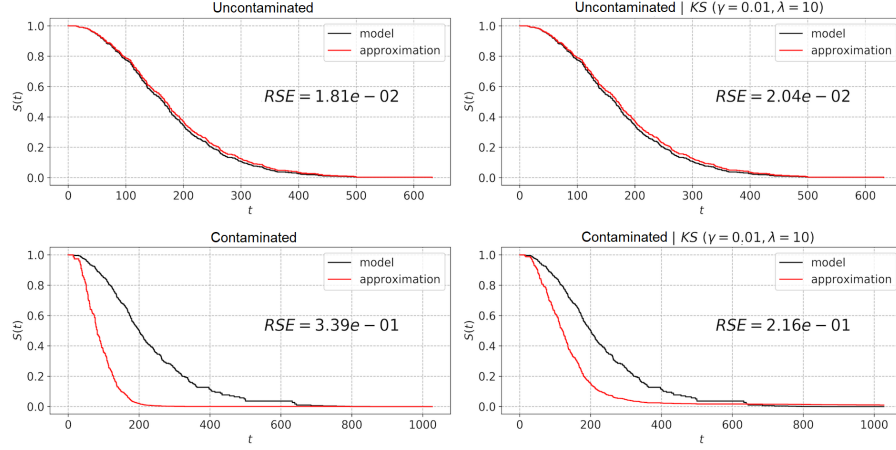 Uncontaminated
1.0
0.8
0.6
0.4
0.2
0.0
S(t)
model
approximation
RSE = 1.81e − 02
0 100 200 300 400 500 600
t
Uncontaminated | KS (γ = 0.01, λ = 10)
1.0
0.8
0.6
0.4
0.2
0.0
S(t)
model
approximation
RSE = 2.04e − 02
0 100 200 300 400 500 600
t
Contaminated
1.0
0.8
0.6
0.4
0.2
0.0
S(t)
model
approximation
RSE = 3.39e − 01
0 200 400 600 800 1000
t
Contaminated | KS (γ = 0.01, λ = 10)
1.0
0.8
0.6
0.4
0.2
0.0
S(t)
model
approximation
RSE = 2.16e − 01
0 200 400 600 800 1000
t